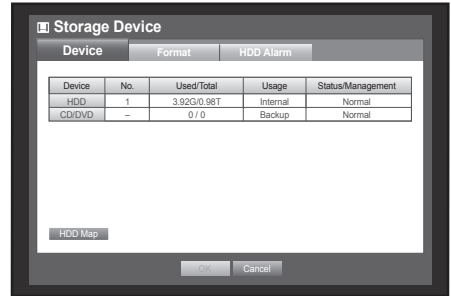 Storage Device
Device Format HDD Alarm
Device No. Used/Total Usage Status/Management
HDD 1 3.92G/0.98T Internal Normal
CD/DVD – 0 / 0 Backup Normal
HDD Map
OK Cancel